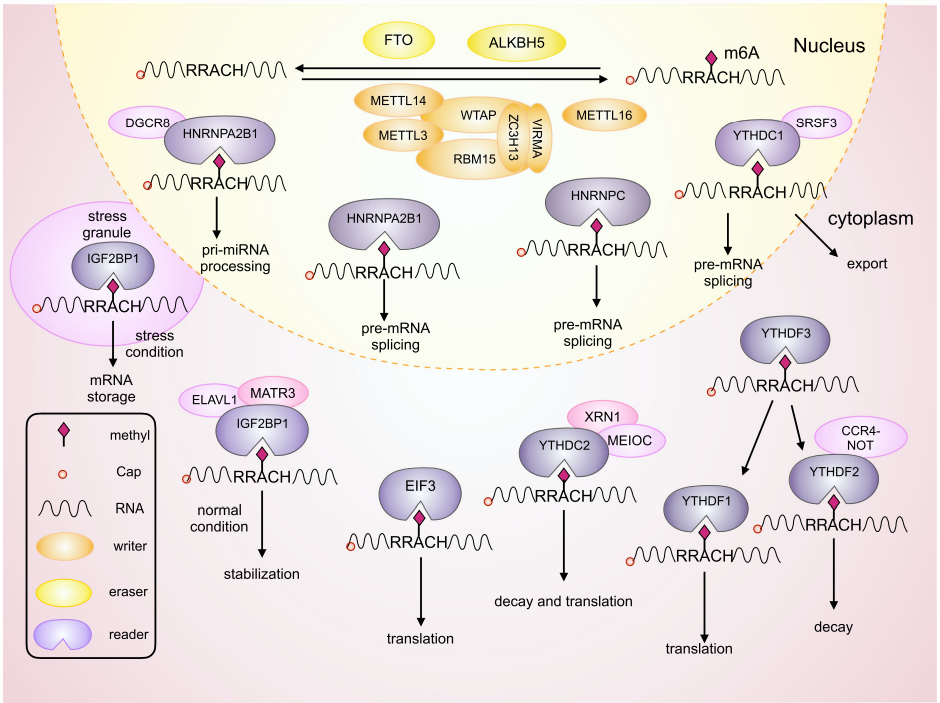 FTO
ALKBH5
Nucleus
RRACH
m6A
RRACH
METTL14
METTL3
WTAP
RBM15
ZC3H13
VIRMA
METTL16
DGCR8
HNRNPA2B1
RRACH
pri-miRNA
processing
HNRNPA2B1
RRACH
pre-mRNA
splicing
HNRNPC
RRACH
pre-mRNA
splicing
YTHDC1
SRSF3
RRACH
pre-mRNA
splicing
cytoplasm
export
stress
granule
IGF2BP1
RRACH
stress
condition
mRNA
storage
ELAVL1
MATR3
IGF2BP1
RRACH
normal
condition
stabilization
EIF3
RRACH
translation
XRN1
YTHDC2
MEIOC
RRACH
decay and translation
YTHDF3
RRACH
YTHDF1
RRACH
translation
CCR4-
NOT
YTHDF2
RRACH
decay
methyl
Cap
RNA
writer
eraser
reader